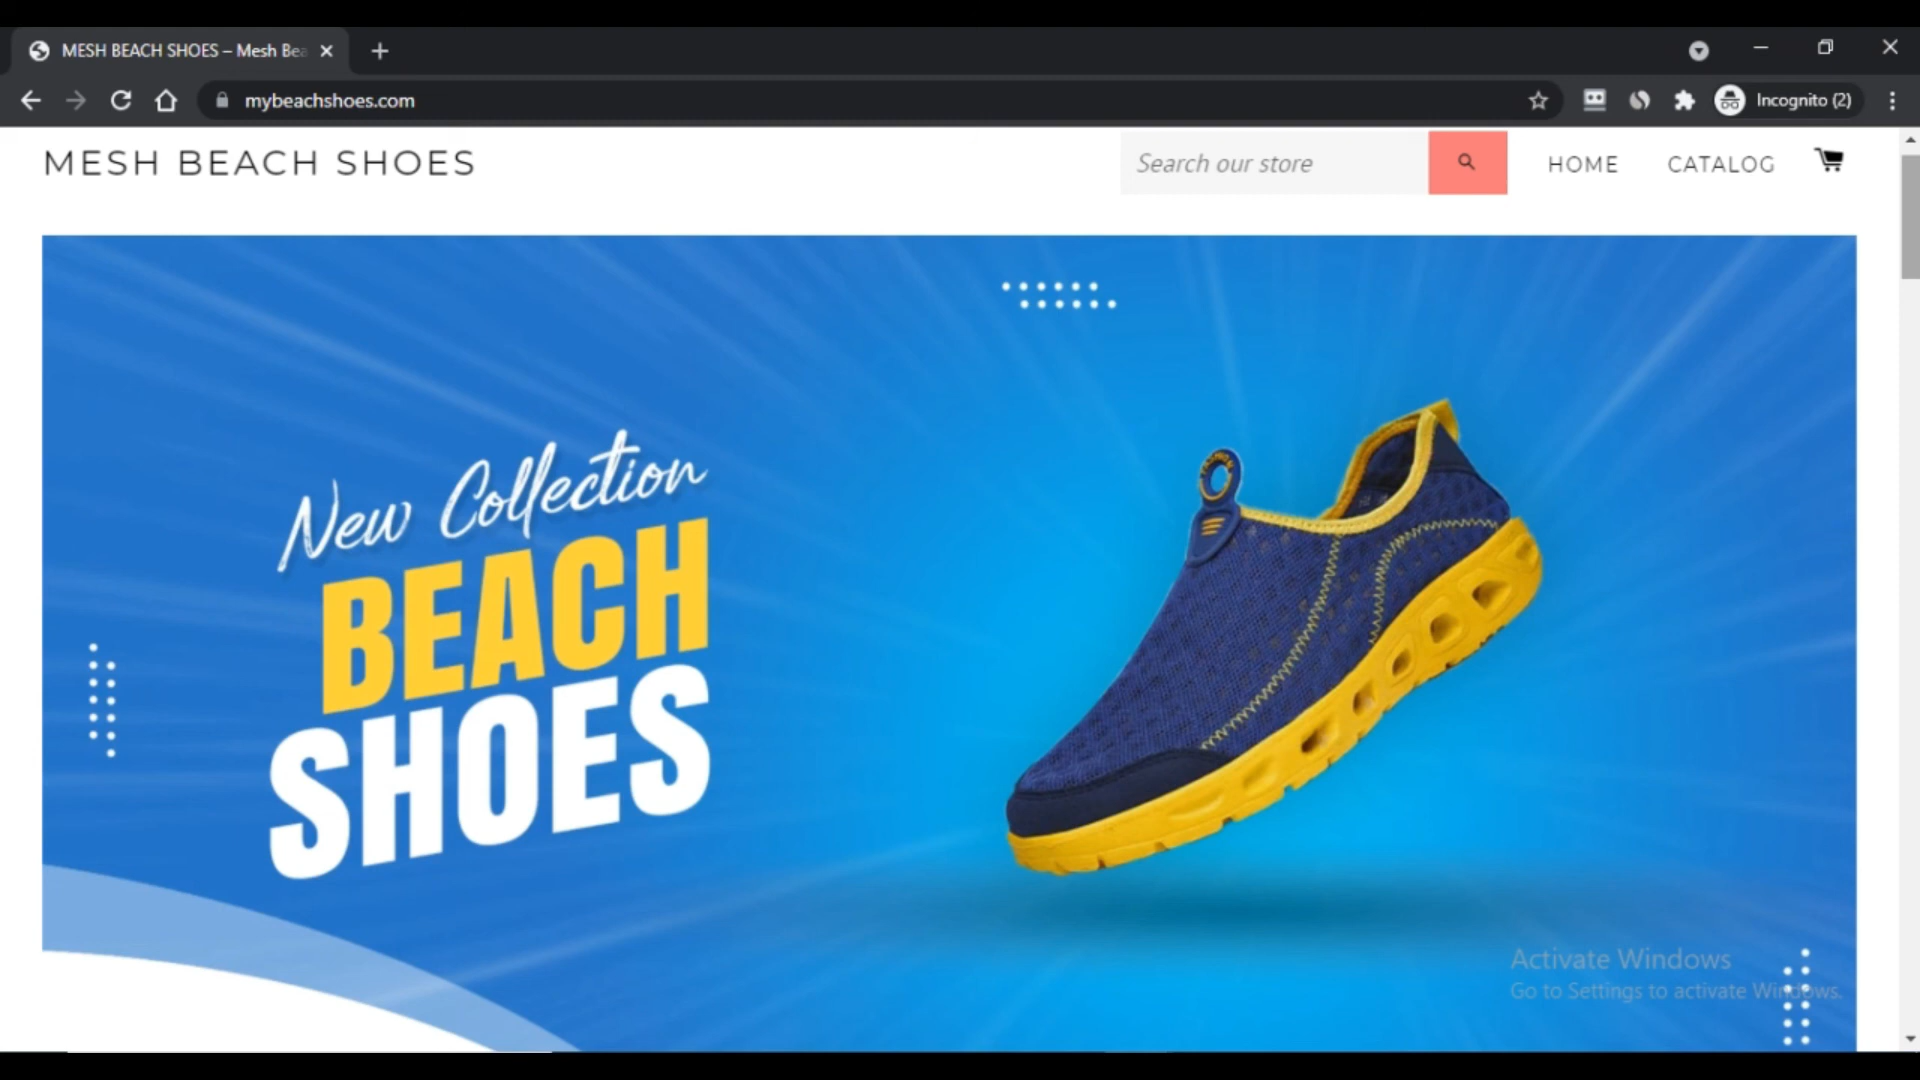 MESH BEACH SHOES – Mesh Bea
mybeachshoes.com
Incognito (2)
MESH BEACH SHOES
Search our store
HOME
CATALOG
New Collection
BEACH
SHOES
Activate Windows
Go to Settings to activate Windows.